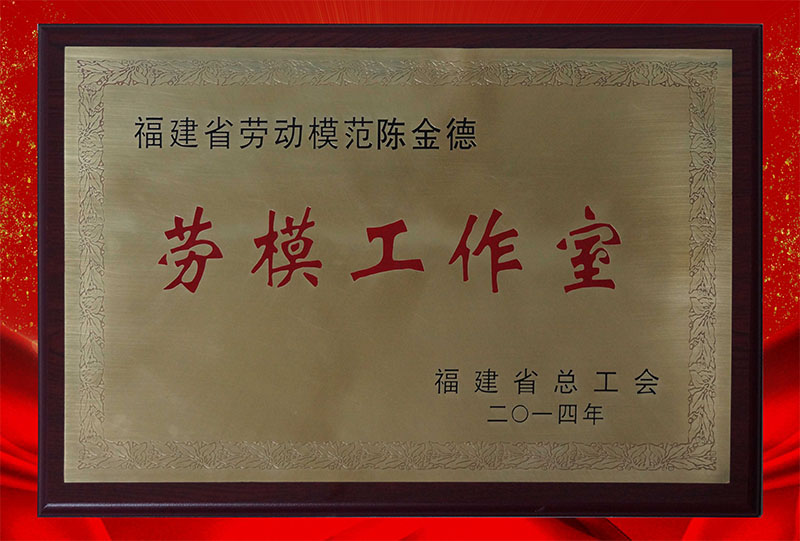 福建省劳动模范陈金德
劳模工作室
福建省总工会
二〇一四年